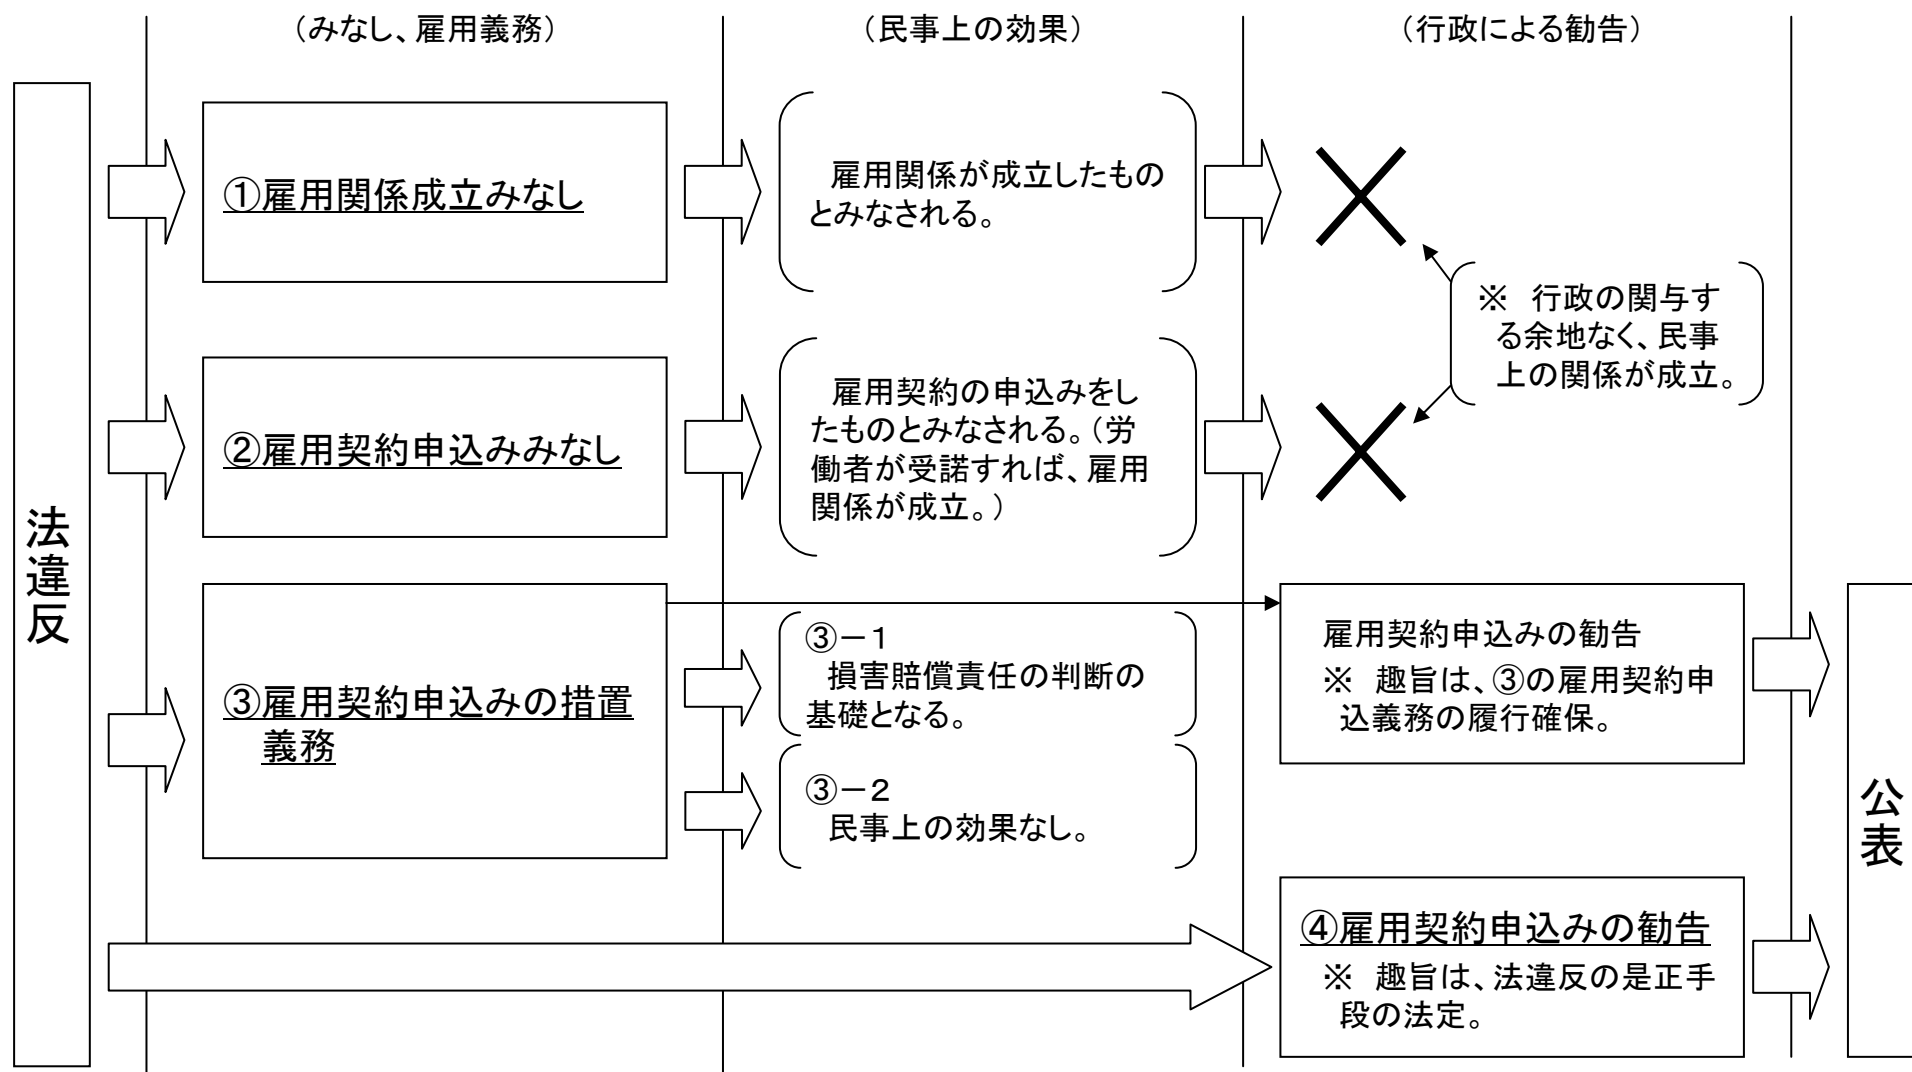 (みなし、雇用義務)
(民事上の効果)
(行政による勧告)
法違反
①雇用関係成立みなし
雇用関係が成立したもの
とみなされる。
※ 行政の関与す
る余地なく、民事
上の関係が成立。
②雇用契約申込みみなし
雇用契約の申込みをし
たものとみなされる。(労
働者が受諾すれば、雇用
関係が成立。)
③雇用契約申込みの措置
義務
③-1
損害賠償責任の判断の
基礎となる。
③-2
民事上の効果なし。
雇用契約申込みの勧告
※ 趣旨は、③の雇用契約申
込義務の履行確保。
④雇用契約申込みの勧告
※ 趣旨は、法違反の是正手
段の法定。
公表